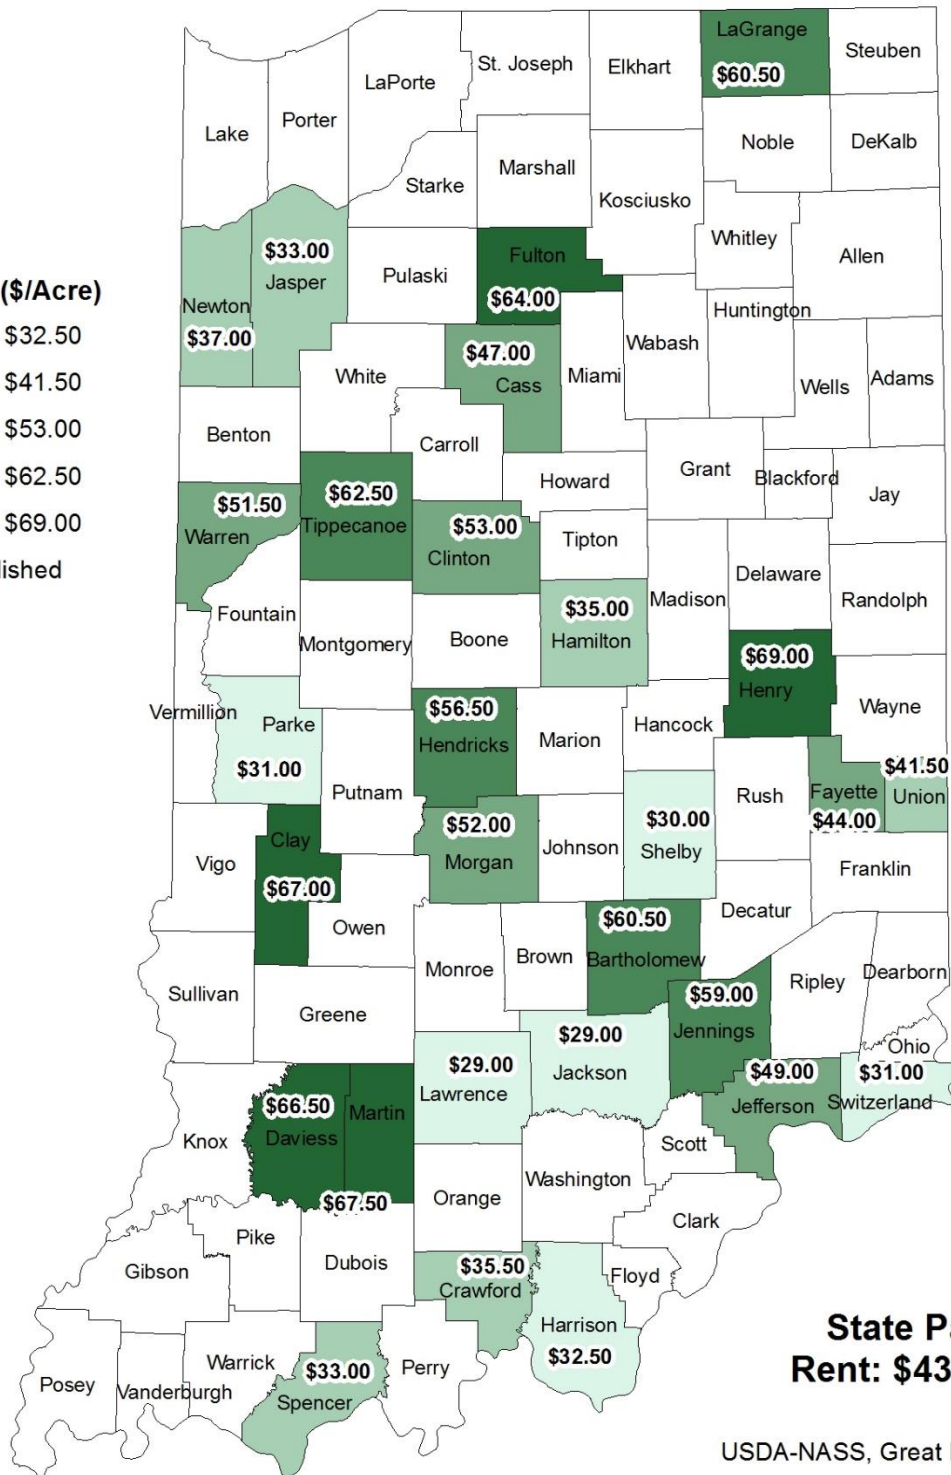 LaGrange
$60.50
Steuben
St. Joseph
Elkhart
LaPorte
Lake
Porter
Noble
DeKalb
Marshall
Starke
Kosciusko
Whitley
Allen
$33.00
Jasper
Pulaski
Fulton
$64.00
Newton
$37.00
Huntington
Wabash
($/Acre)
$32.50
$41.50
$53.00
$62.50
$69.00
lished
$47.00
Cass
White
Miami
Wells
Adams
Benton
Carroll
Grant
Blackford
Howard
Jay
$51.50
Warren
$62.50
Tippecanoe
$53.00
Clinton
Tipton
Delaware
Randolph
Fountain
Montgomery
Boone
$35.00
Hamilton
Madison
$69.00
Henry
Wayne
Vermillion
Parke
$31.00
$56.50
Hendricks
Marion
Hancock
Putnam
Rush
Fayette
$44.00
$41.50
Union
Clay
$67.00
Vigo
$52.00
Morgan
Johnson
$30.00
Shelby
Franklin
Owen
Decatur
$60.50
Bartholomew
Monroe
Brown
Sullivan
Greene
$59.00
Jennings
Ripley
Dearborn
$29.00
Lawrence
$29.00
Jackson
Ohio
$49.00
Jefferson
$31.00
Switzerland
$66.50
Daviess
Martin
$67.50
Knox
Scott
Washington
Orange
Clark
Pike
Dubois
Gibson
$35.50
Crawford
Floyd
Harrison
$32.50
Warrick
$33.00
Spencer
Perry
Posey
Vanderburgh
State P
Rent: $43
USDA-NASS, Great